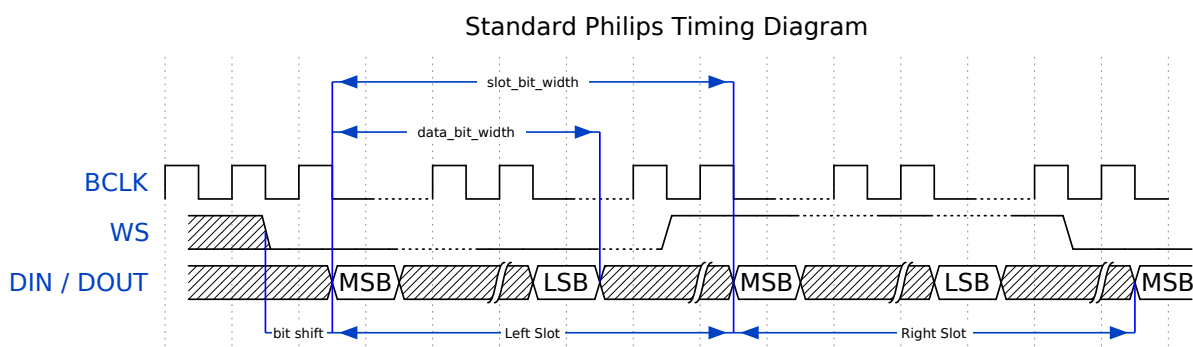 Standard Philips Timing Diagram
slot_bit_width
data_bit_width
BCLK
WS
DIN / DOUT
MSB
LSB
MSB
LSB
MSB
bit shift
Left Slot
Right Slot